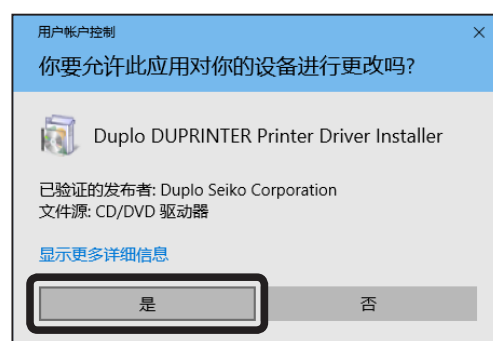 用户帐户控制
×
你要允许此应用对你的设备进行更改吗?
Duplo DUPRINTER Printer Driver Installer
已验证的发布者: Duplo Seiko Corporation
文件源: CD/DVD 驱动器
显示更多详细信息
是 否